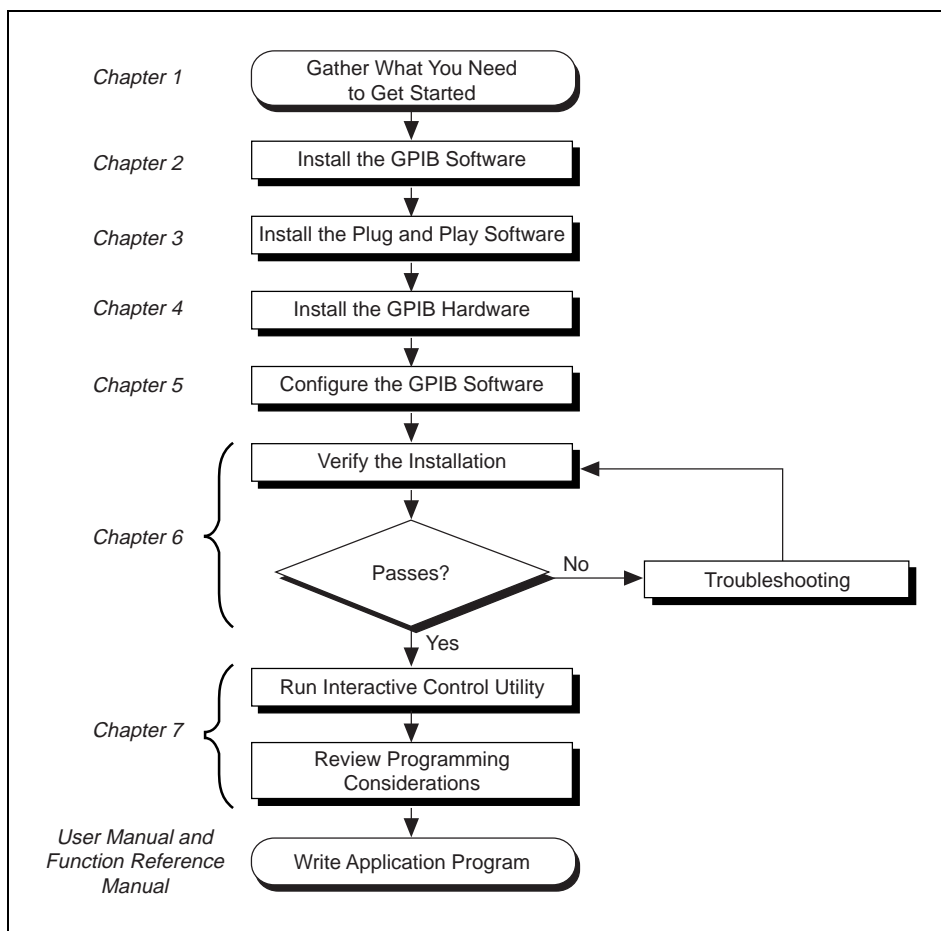 Chapter 1
Gather What You Need
to Get Started
Chapter 2
Install the GPIB Software
Chapter 3
Install the Plug and Play Software
Chapter 4
Install the GPIB Hardware
Chapter 5
Configure the GPIB Software
Chapter 6
Verify the Installation
Passes?
No
Troubleshooting
Yes
Chapter 7
Run Interactive Control Utility
Review Programming
Considerations
User Manual and
Function Reference
Manual
Write Application Program